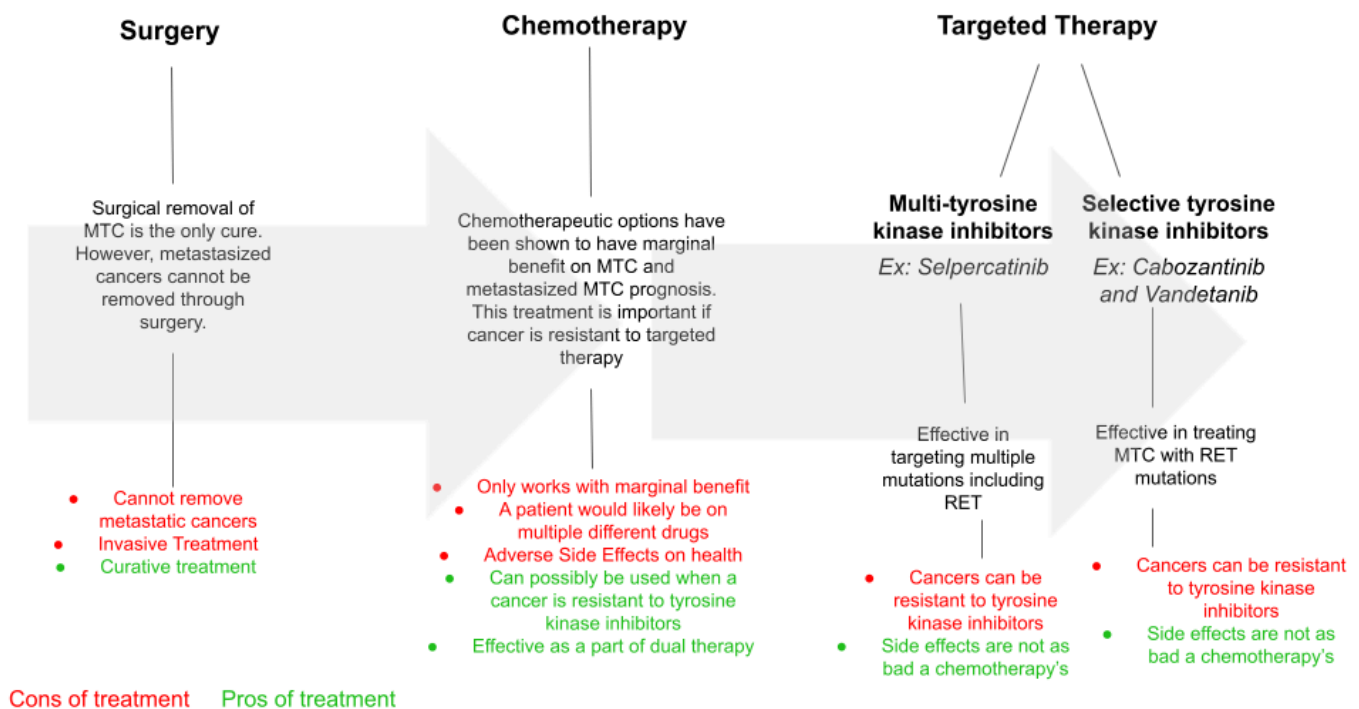 Surgery
Surgical removal of
MTC is the only cure.
However, metastasized
cancers cannot be
removed through
surgery.
● Cannot remove
metastatic cancers
● Invasive Treatment
● Curative treatment
Chemotherapy
Chemotherapeutic options have
been shown to have marginal
benefit on MTC and
metastasized MTC prognosis.
This treatment is important if
cancer is resistant to targeted
therapy
● Only works with marginal benefit
● A patient would likely be on
multiple different drugs
● Adverse Side Effects on health
● Can possibly be used when a
cancer is resistant to tyrosine
kinase inhibitors
● Effective as a part of dual therapy
Targeted Therapy
Multi-tyrosine
kinase inhibitors
Ex: Selpercatinib
Effective in
targeting multiple
mutations including
RET
● Cancers can be
resistant to tyrosine
kinase inhibitors
● Side effects are not as
bad a chemotherapy's
Selective tyrosine
kinase inhibitors
Ex: Cabozantinib
and Vandetanib
Effective in treating
MTC with RET
mutations
● Cancers can be resistant
to tyrosine kinase
inhibitors
● Side effects are not as
bad a chemotherapy's
Cons of treatment Pros of treatment